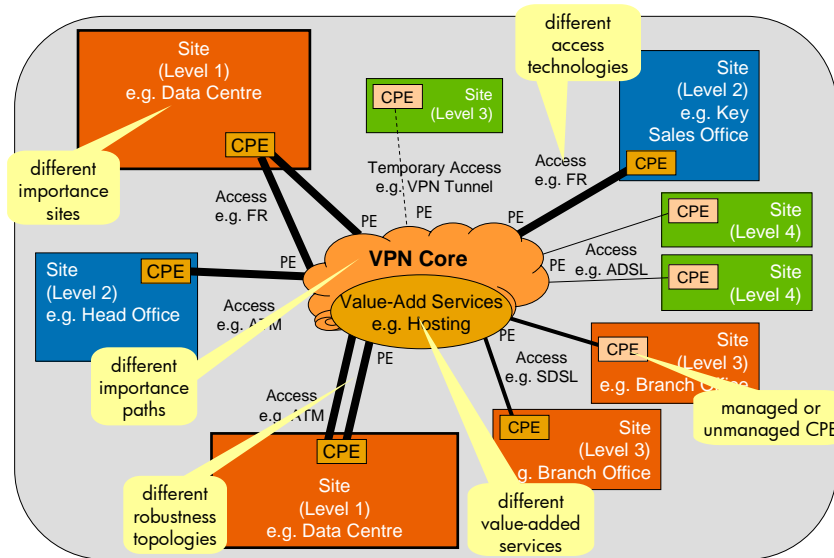 Site
(Level 1)
e.g. Data Centre
CPE
different
importance
sites
Access
e.g. FR
CPE
Site
(Level 3)
Temporary Access
e.g. VPN Tunnel
different
access
technologies
Access
e.g. FR
Site
(Level 2)
e.g. Key
Sales Office
CPE
PE
PE
PE
PE
PE
PE
PE
VPN Core
Value-Add Services
e.g. Hosting
CPE
Site
(Level 4)
Access
e.g. ADSL
CPE
Site
(Level 4)
Site
(Level 2)
e.g. Head Office
CPE
Access
e.g. ATM
different
importance
paths
Access
e.g. SDSL
CPE
Site
(Level 3)
e.g. Branch Office
managed or
unmanaged CPE
Access
e.g. ATM
CPE
Site
(Level 3)
g. Branch Office
CPE
Site
(Level 1)
e.g. Data Centre
different
robustness
topologies
different
value-added
services